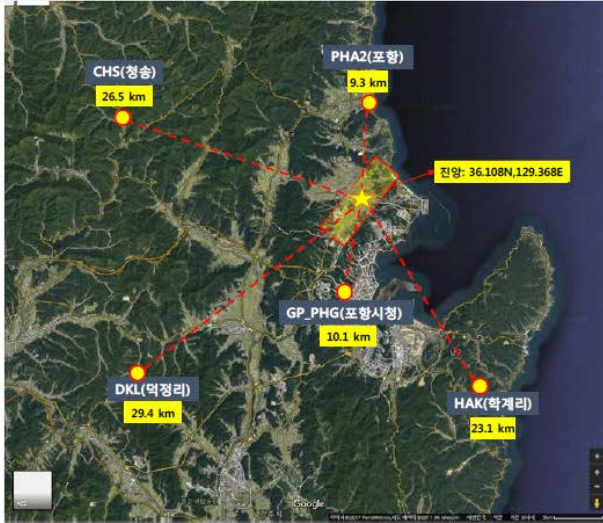 CHS(청송)
26.5 km
PHA2(포항)
9.3 km
진앙: 36.108N,129.368E
GP_PHG(포항시청)
10.1 km
DKL(덕정리)
29.4 km
HAK(학계리)
23.1 km
Google